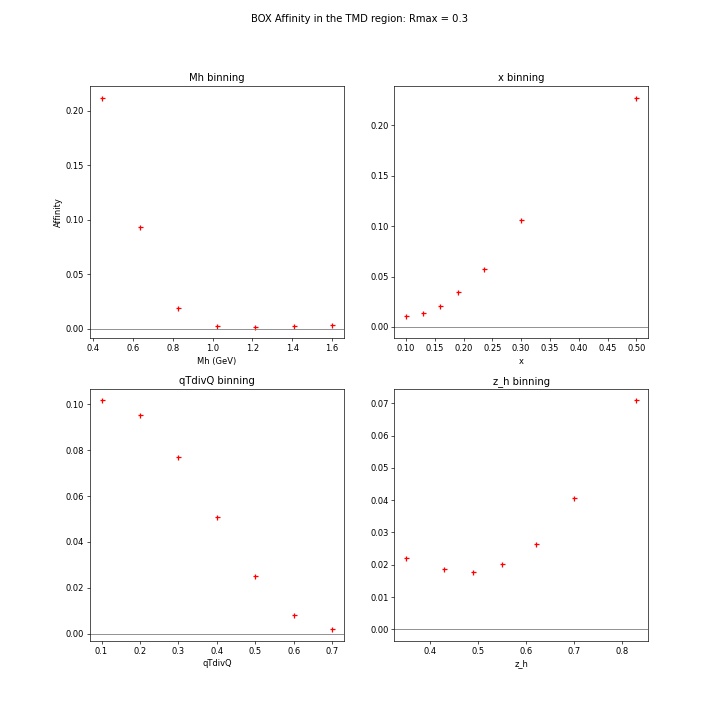 BOX Affinity in the TMD region: Rmax = 0.3
Mh binning
0.20
0.15
0.10
0.05
0.00
Affinity
0.4 0.6 0.8 1.0 1.2 1.4 1.6
Mh (GeV)
x binning
0.20
0.15
0.10
0.05
0.00
0.10 0.15 0.20 0.25 0.30 0.35 0.40 0.45 0.50
x
qTdivQ binning
0.10
0.08
0.06
0.04
0.02
0.00
0.1 0.2 0.3 0.4 0.5 0.6 0.7
qTdivQ
z_h binning
0.07
0.06
0.05
0.04
0.03
0.02
0.01
0.00
0.4 0.5 0.6 0.7 0.8
z_h